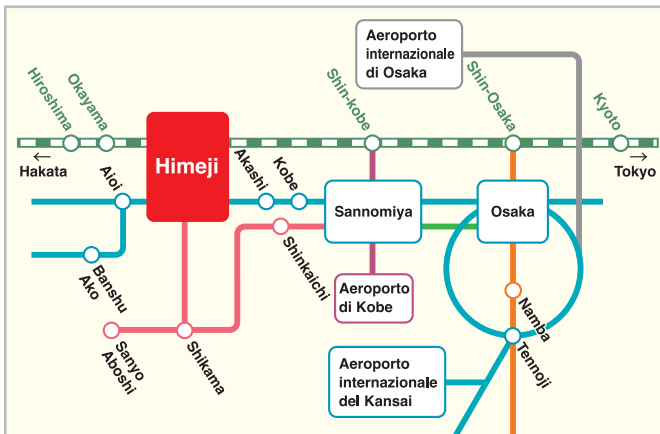 Aeroporto
internazionale
di Osaka
Hiroshima
Okayama
Shin-kobe
Shin-Osaka
Kyoto
Hakata
Tokyo
Aioi
Himeji
Akashi
Kobe
Sannomiya
Osaka
Shinkaichi
Banshu
Ako
Aeroporto
di Kobe
Namba
Sanyo
Aboshi
Shikama
Tennoji
Aeroporto
internazionale
del Kansai